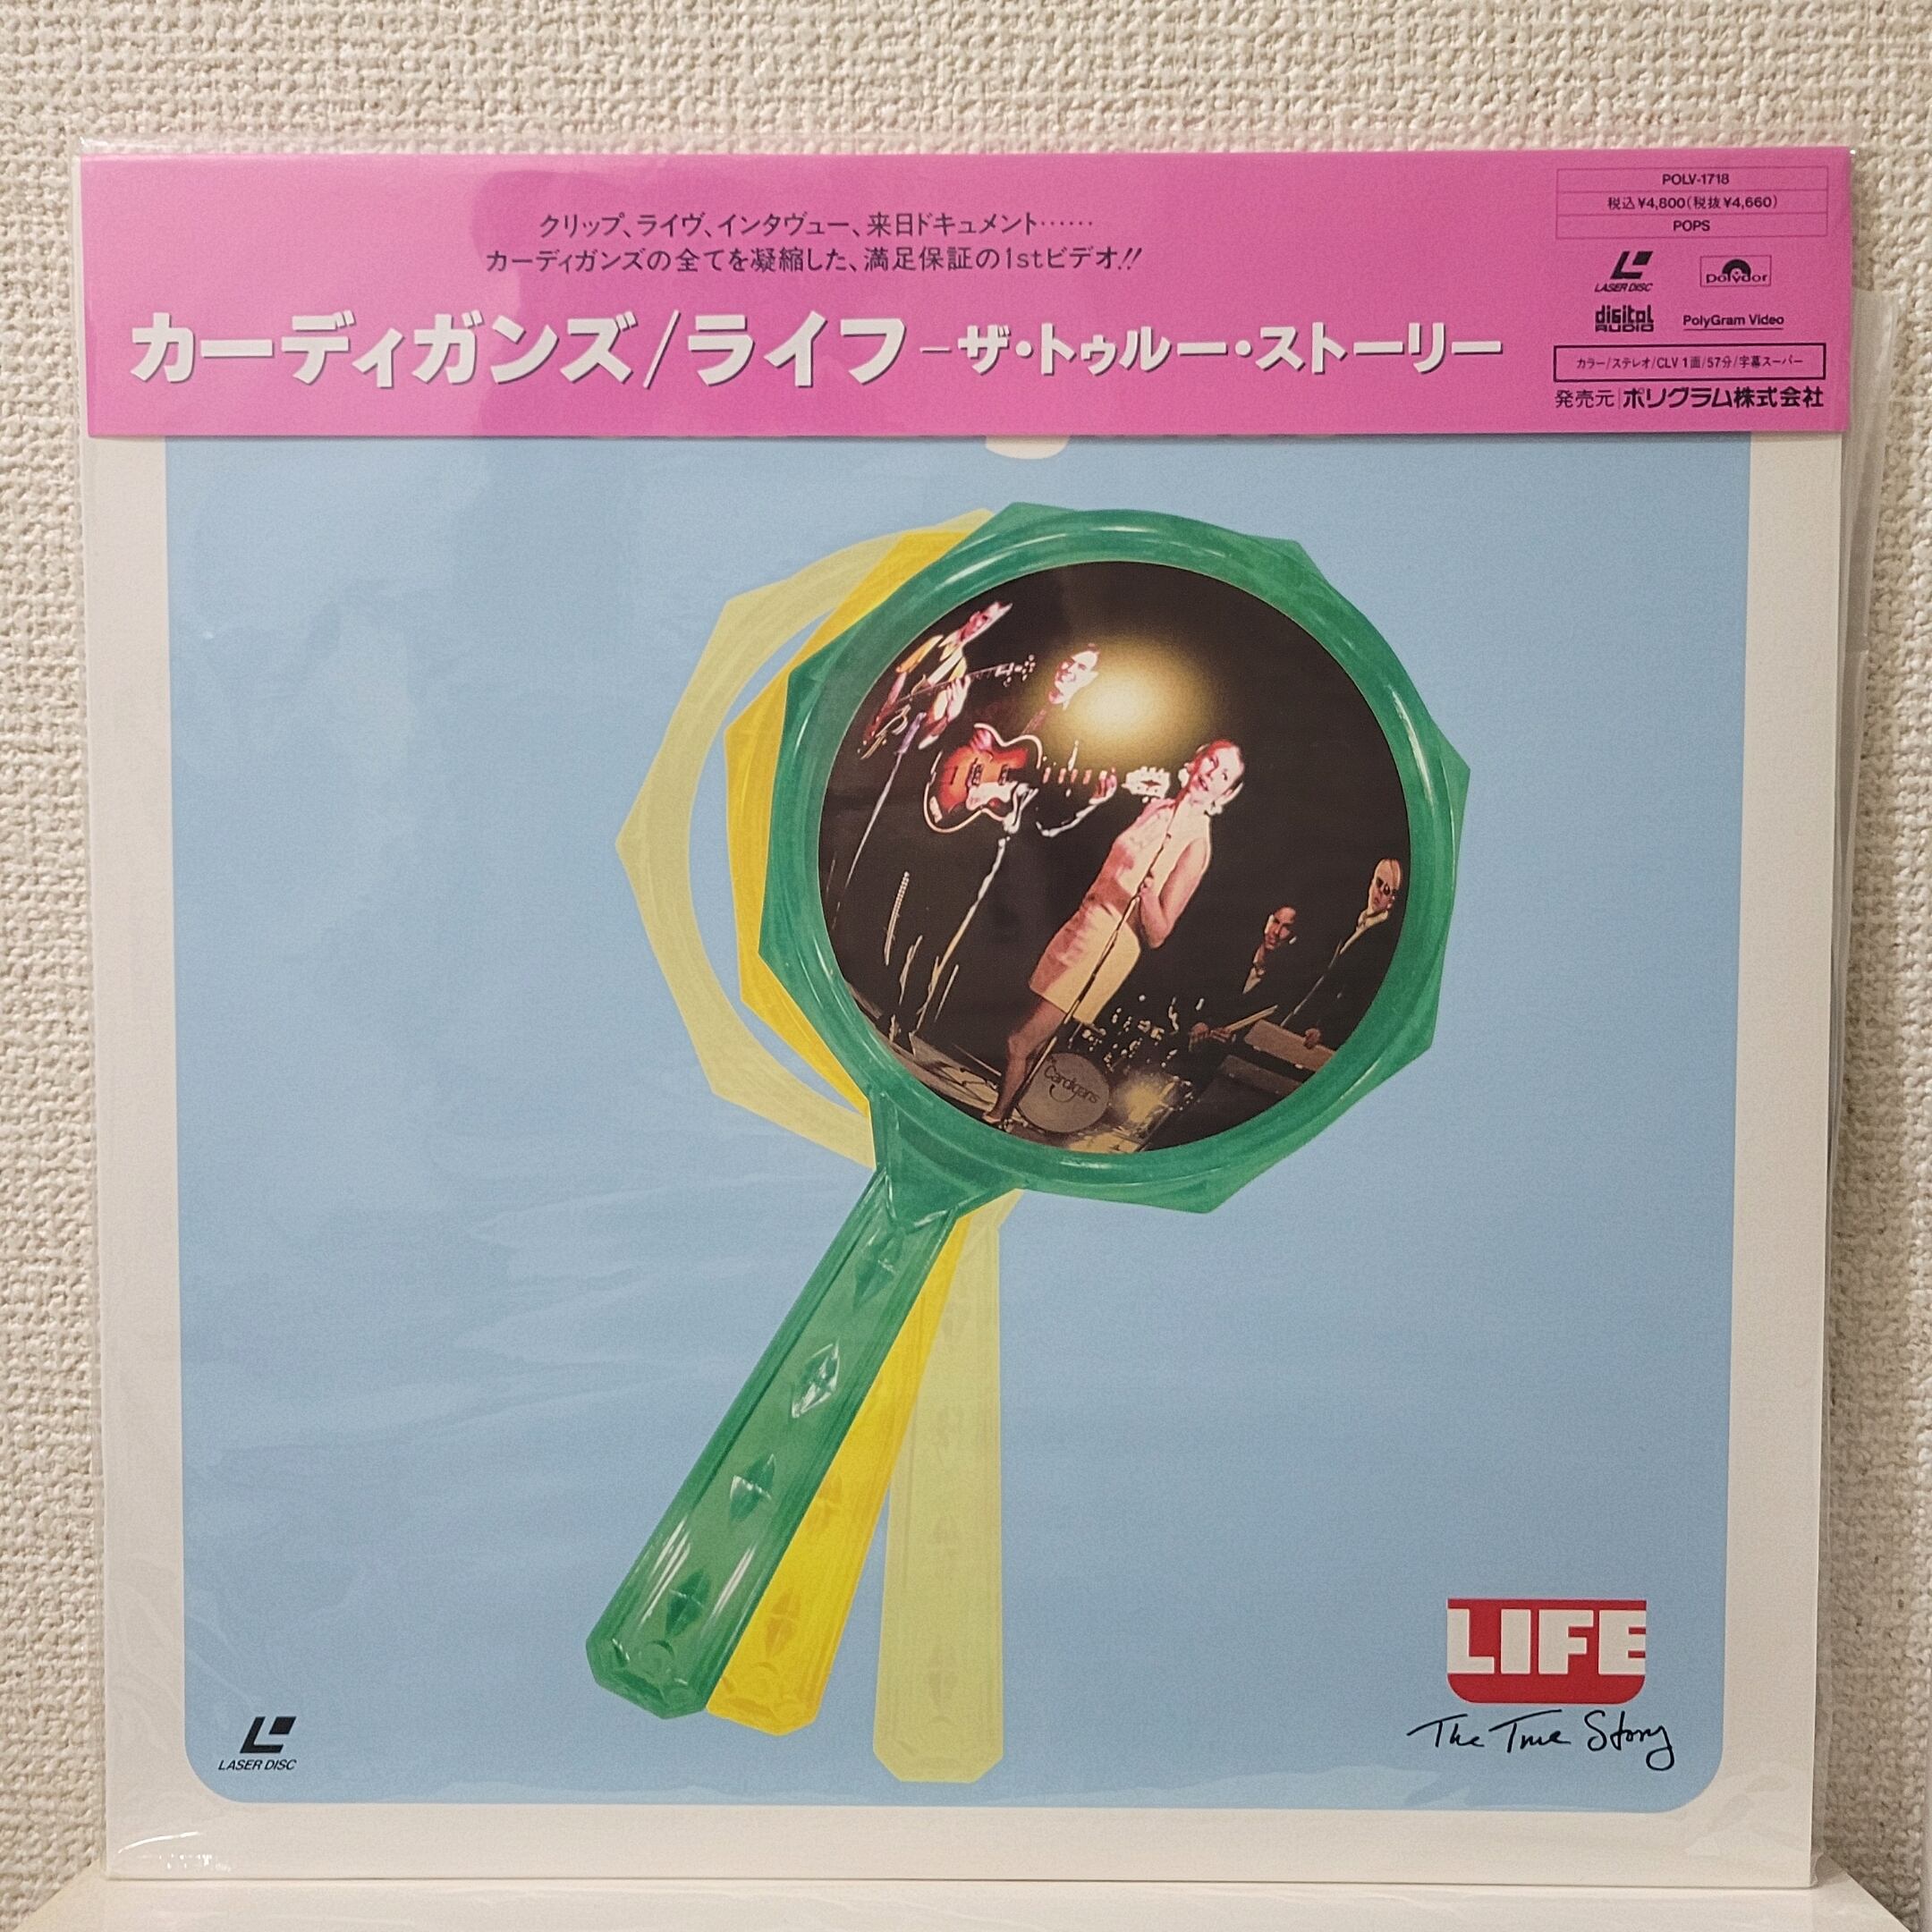 クリップ、ライヴ、インタヴュー、来日ドキュメント……
カーディガンズの全てを凝縮した、満足保証の1stビデオ!!
カーディガンズ/ライフ－ザ・トゥルー・ストーリー
POLV-1718
税込¥4,800(税抜¥4,660)
POPS
LASER DISC
polydor
digital AUDIO
PolyGram Video
カラー/ステレオ/CLV 1面/57分/字幕スーパー
発売元 ポリグラム株式会社
Cardigans
LIFE
The True Story
LASER DISC